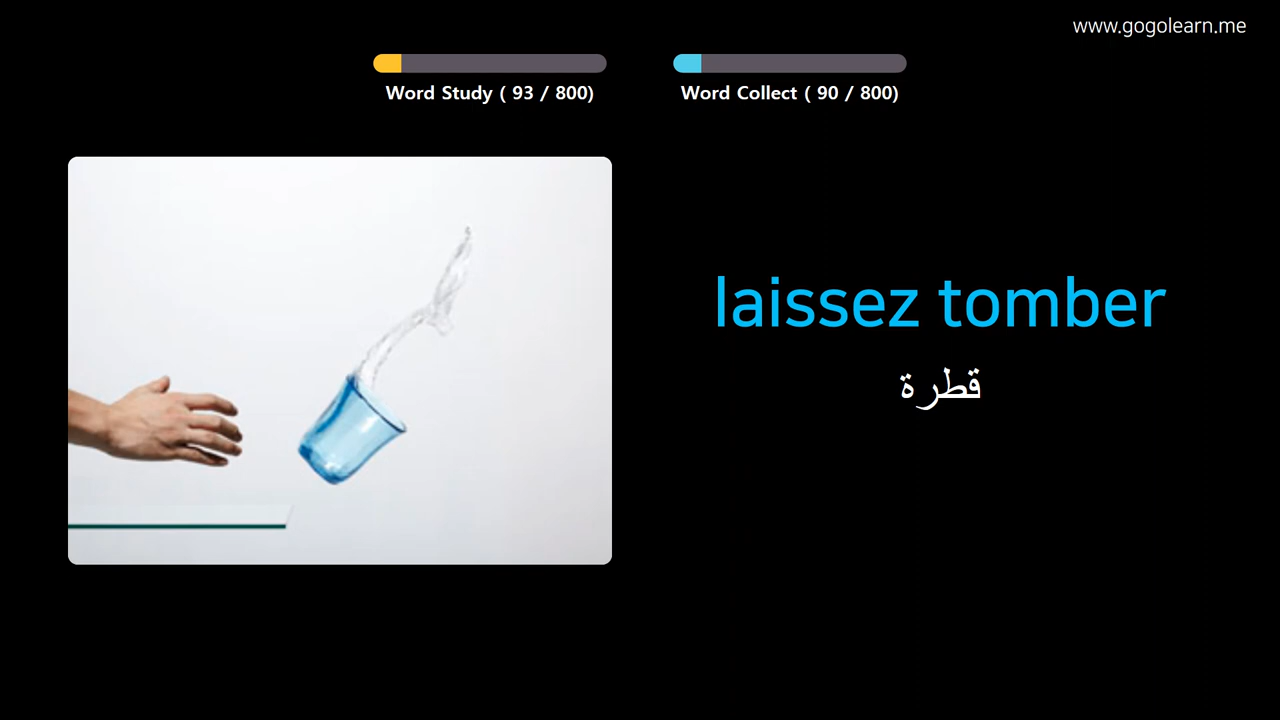 www.gogolearn.me
Word Study ( 93 / 800)
Word Collect ( 90 / 800)
laissez tomber
قطرة